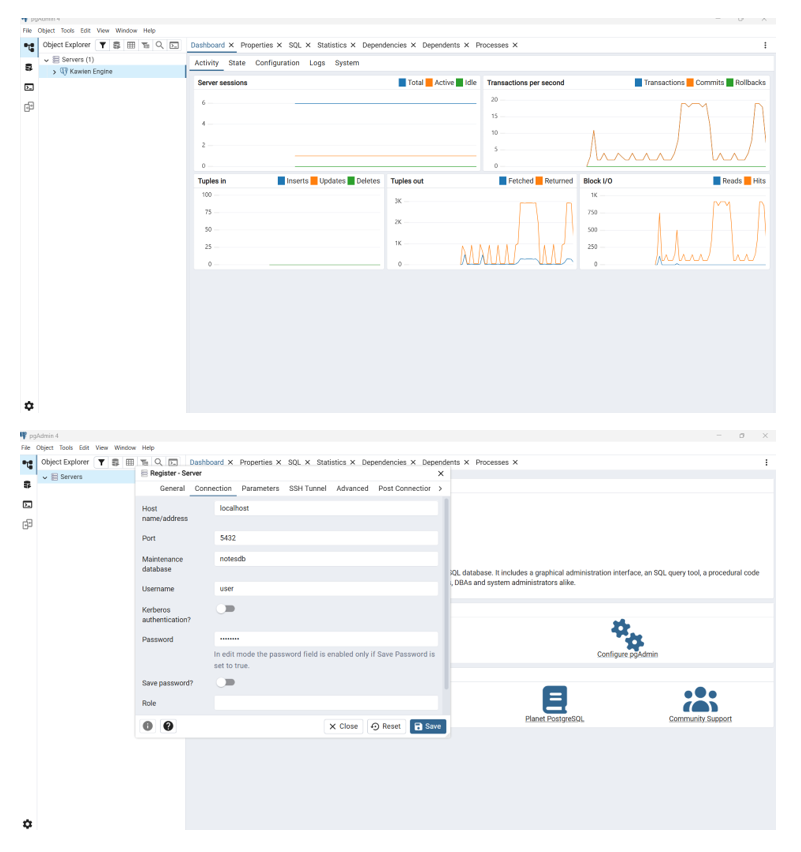 pgAdmin 4
File Object Tools Edit View Window Help
Object Explorer
Dashboard Properties SQL Statistics Dependencies Dependents Processes
Servers (1)
Kawien Engine
Activity State Configuration Logs System
Server sessions Total Active Idle
6
4
2
0
Transactions per second Transactions Commits Rollbacks
20
15
10
5
0
Tuples in Inserts Updates Deletes
100
75
50
25
0
Tuples out Fetched Returned
3K
2K
1K
0
Block I/O Reads Hits
1K
750
500
250
0
pgAdmin 4
File Object Tools Edit View Window Help
Object Explorer
Dashboard Properties SQL Statistics Dependencies Dependents Processes
Servers
Register - Server
General Connection Parameters SSH Tunnel Advanced Post Connection
Host name/address localhost
Port 5432
Maintenance database notesdb
Username user
Kerberos authentication?
Password ········
In edit mode the password field is enabled only if Save Password is
set to true.
Save password?
Role
Close Reset Save
SQL database. It includes a graphical administration interface, an SQL query tool, a procedural code
, DBAs and system administrators alike.
Configure pgAdmin
Planet PostgreSQL
Community Support